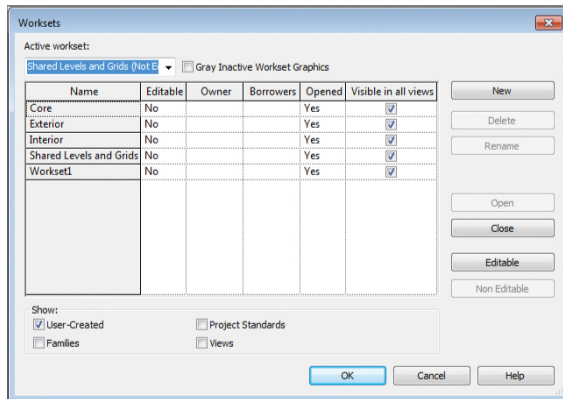 Worksets
Active workset:
Shared Levels and Grids (Not E
Gray Inactive Workset Graphics
Name Editable Owner Borrowers Opened Visible in all views
Core No Yes
Exterior No Yes
Interior No Yes
Shared Levels and Grids No Yes
Workset1 No Yes
New
Delete
Rename
Open
Close
Editable
Non Editable
Show:
User-Created Project Standards
Families Views
OK Cancel Help